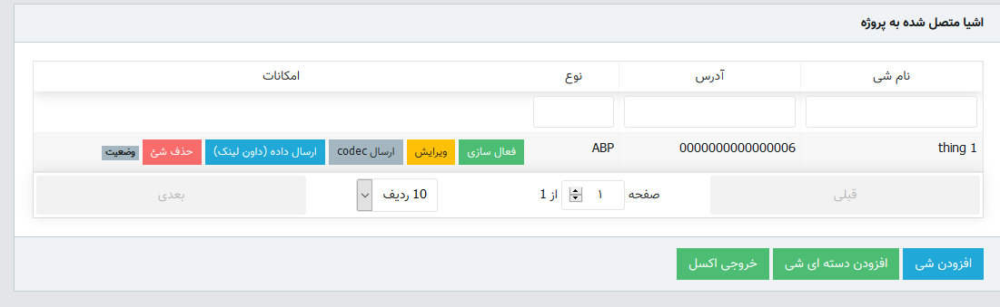 اشیا متصل شده به پروژه
نام شی آدرس نوع امکانات
thing 1 0000000000000006 ABP فعال سازی ویرایش ارسال codec ارسال داده (داون لینک) حذف شئ وضعیت
قبلی صفحه ۱ از 1 10 ردیف بعدی
افزودن شی افزودن دسته ای شی خروجی اکسل